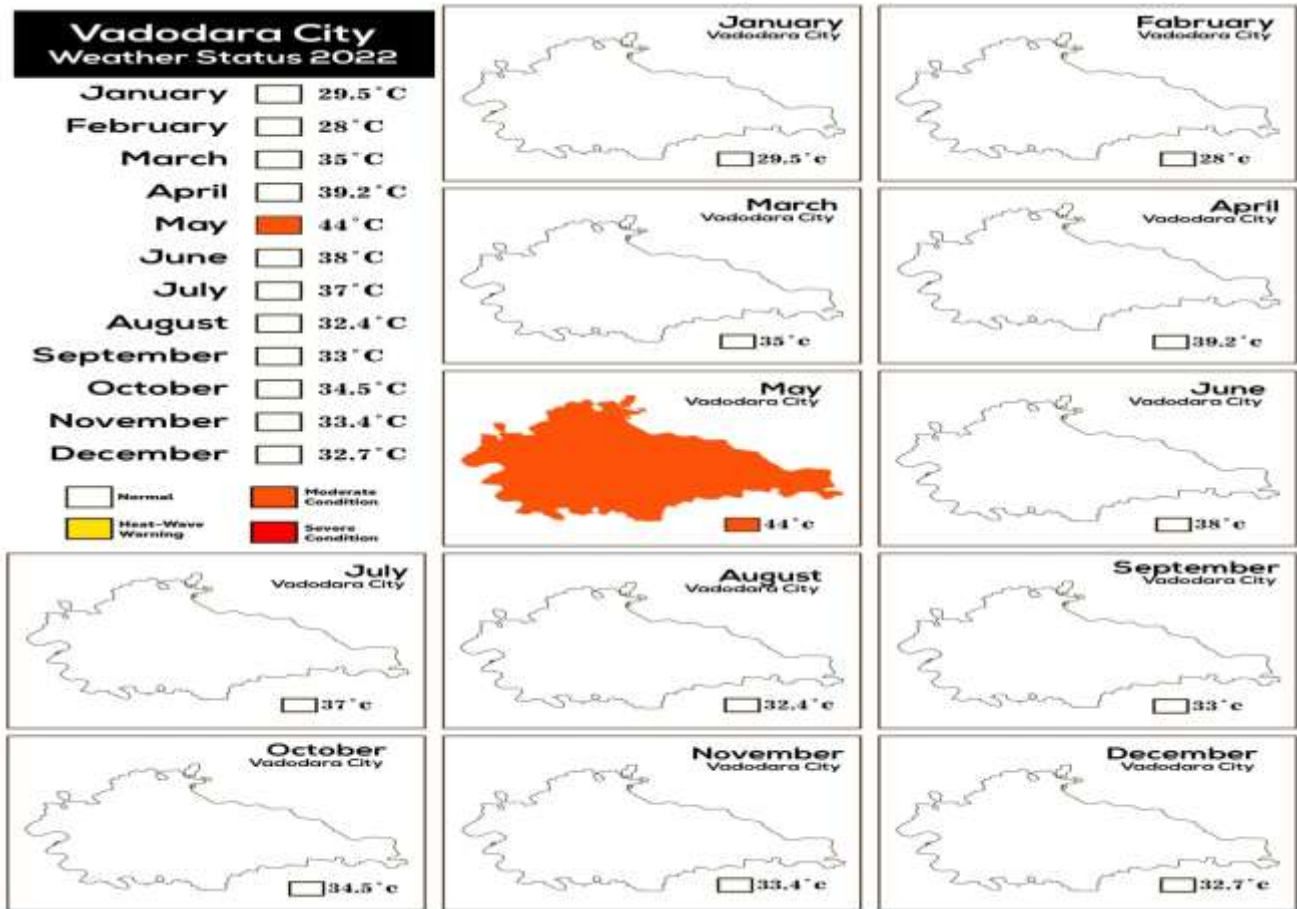 Vadodara City
Weather Status 2022
January 29.5°C
February 28°C
March 35°C
April 39.2°C
May 44°C
June 38°C
July 37°C
August 32.4°C
September 33°C
October 34.5°C
November 33.4°C
December 32.7°C
Normal
Moderate Condition
Heat-Wave Warning
Severe Condition
January
Vadodara City
29.5°c
Fabruary
Vadodara City
28°c
March
Vadodara City
35°c
April
Vadodara City
39.2°c
May
Vadodara City
44°c
June
Vadodara City
38°c
July
Vadodara City
37°c
August
Vadodara City
32.4°c
September
Vadodara City
33°c
October
Vadodara City
34.5°c
November
Vadodara City
33.4°c
December
Vadodara City
32.7°c